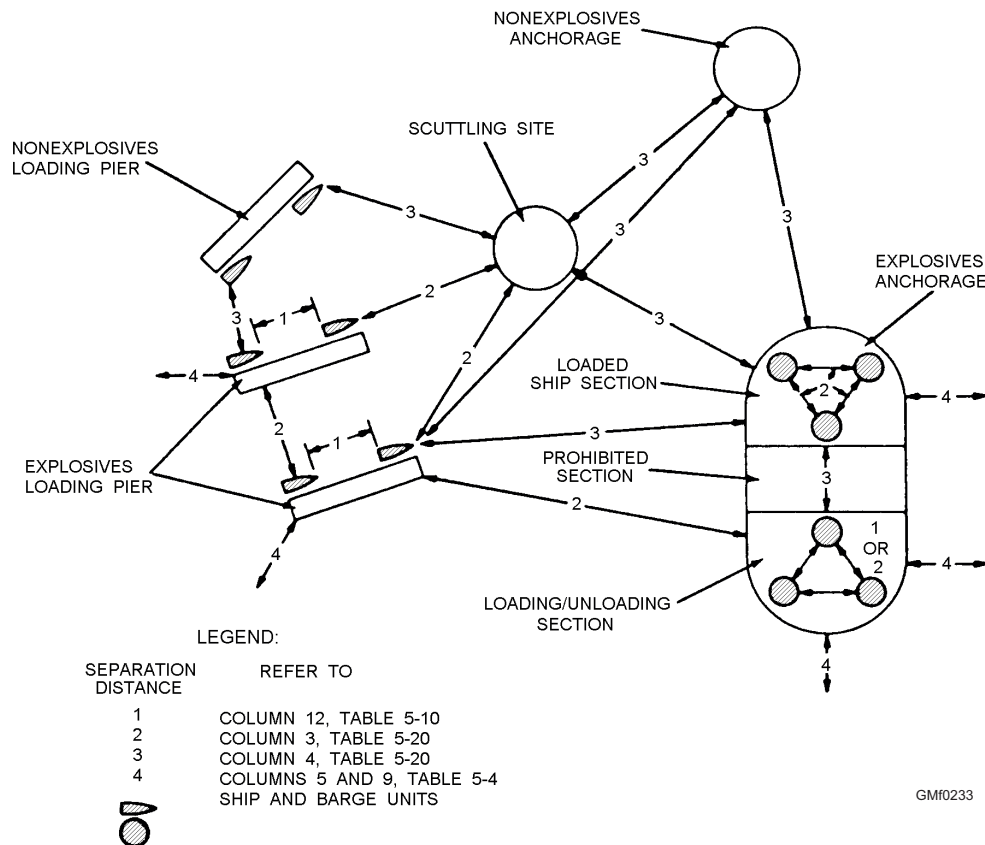 NONEXPLOSIVES
ANCHORAGE
SCUTTLING SITE
NONEXPLOSIVES
LOADING PIER
3
3
3
3
3
EXPLOSIVES
ANCHORAGE
3
1
2
3
4
LOADED
SHIP SECTION
2
4
2
2
1
3
PROHIBITED
SECTION
3
EXPLOSIVES
LOADING PIER
2
4
1
OR
2
4
LOADING/UNLOADING
SECTION
4
LEGEND:
SEPARATION
DISTANCE
REFER TO
1 COLUMN 12, TABLE 5-10
2 COLUMN 3, TABLE 5-20
3 COLUMN 4, TABLE 5-20
4 COLUMNS 5 AND 9, TABLE 5-4
SHIP AND BARGE UNITS
GMf0233